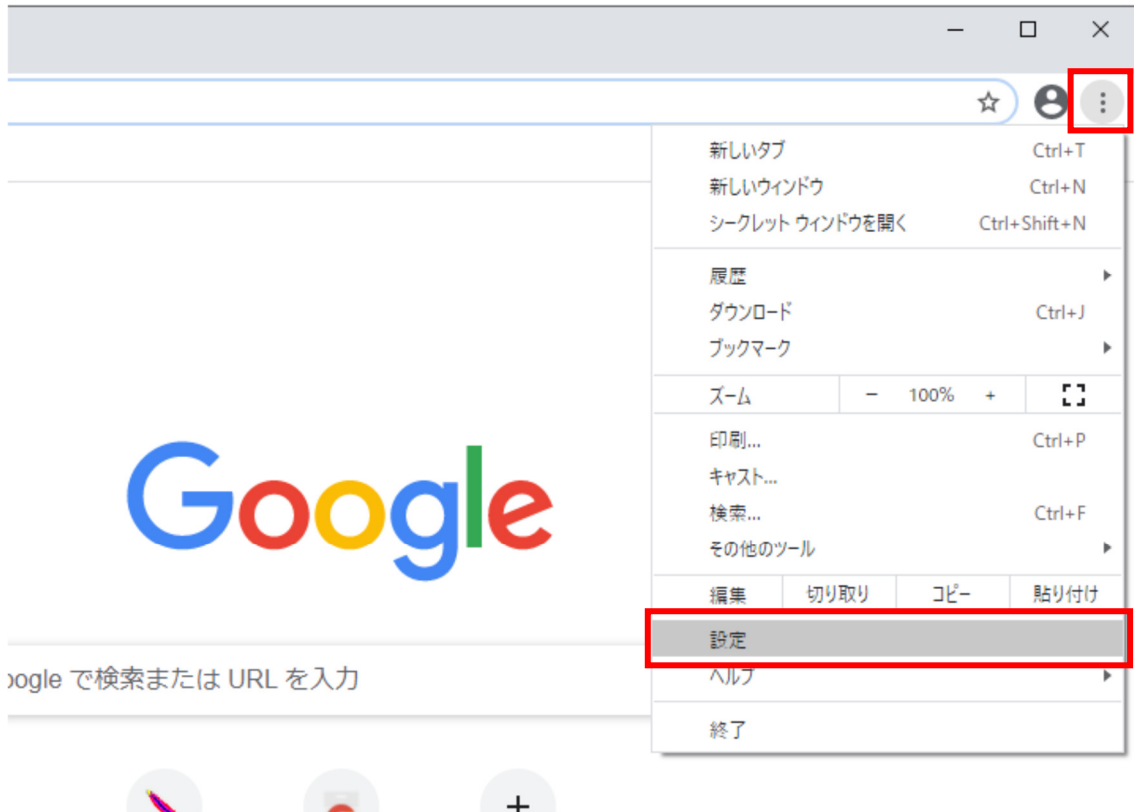 新しいタブ Ctrl+T
新しいウィンドウ Ctrl+N
シークレット ウィンドウを開く Ctrl+Shift+N
履歴
ダウンロード Ctrl+J
ブックマーク
ズーム － 100% +
印刷... Ctrl+P
キャスト...
検索... Ctrl+F
その他のツール
編集 切り取り コピー 貼り付け
設定
ヘルプ
終了
Google
oogle で検索または URL を入力